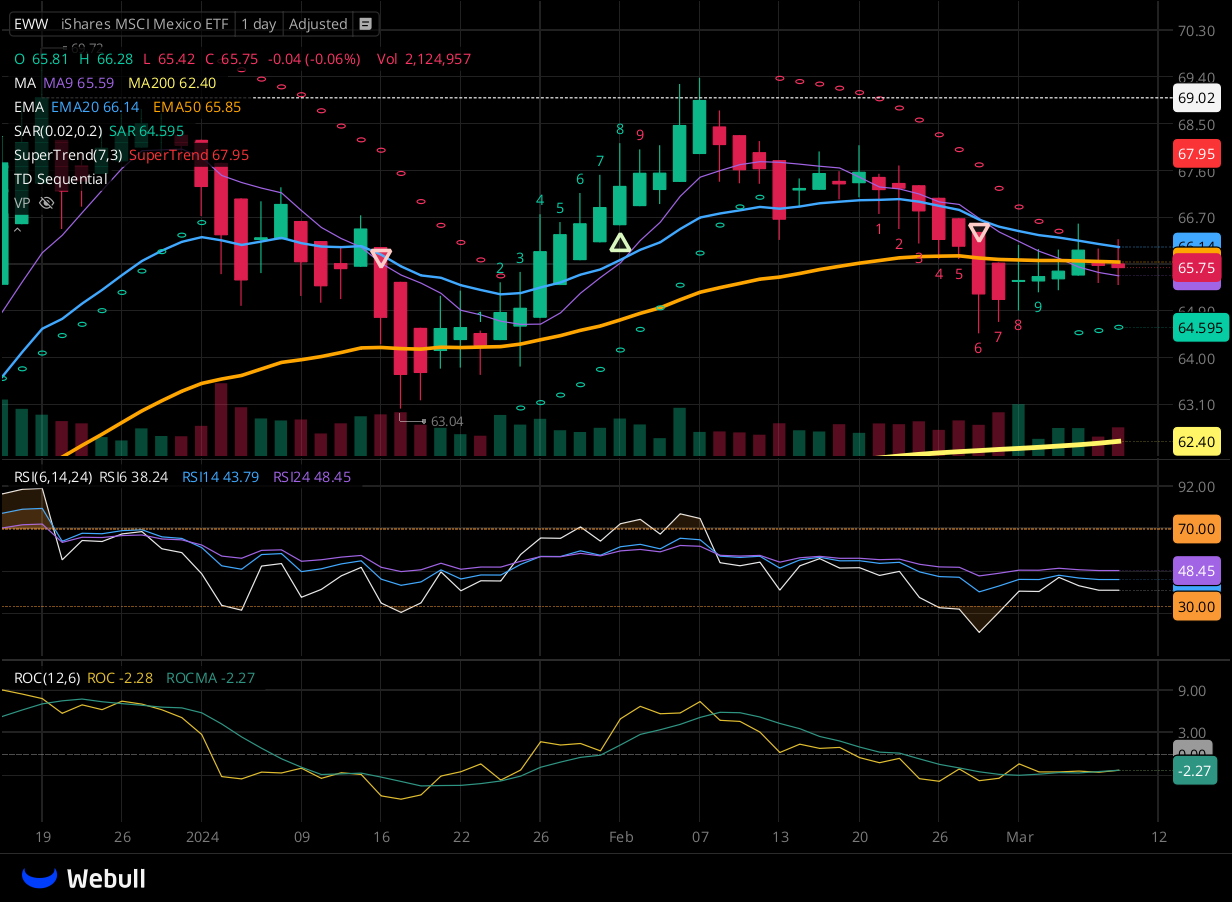 EWW iShares MSCI Mexico ETF 1 day Adjusted
70.30
O 65.81 H 66.28 L 65.42 C 65.75 -0.04 (-0.06%) Vol 2,124,957
69.40
MA MA9 65.59 MA200 62.40
69.02
EMA EMA20 66.14 EMA50 65.85
68.50
SAR(0.02,0.2) SAR 64.595
8 9
SuperTrend(7,3) SuperTrend 67.95
67.95
7
67.60
TD Sequential
6
VP
4 5
66.70
1 2 3 4 5
66.14
2 3
65.75
9
64.90
1
8
64.595
7
6
64.00
63.10
63.04
62.40
RSI(6,14,24) RSI6 38.24 RSI14 43.79 RSI24 48.45
92.00
70.00
48.45
30.00
ROC(12,6) ROC -2.28 ROCMA -2.27
9.00
3.00
0.00
-2.27
19 26 2024 09 16 22 26 Feb 07 13 20 26 Mar 12
Webull